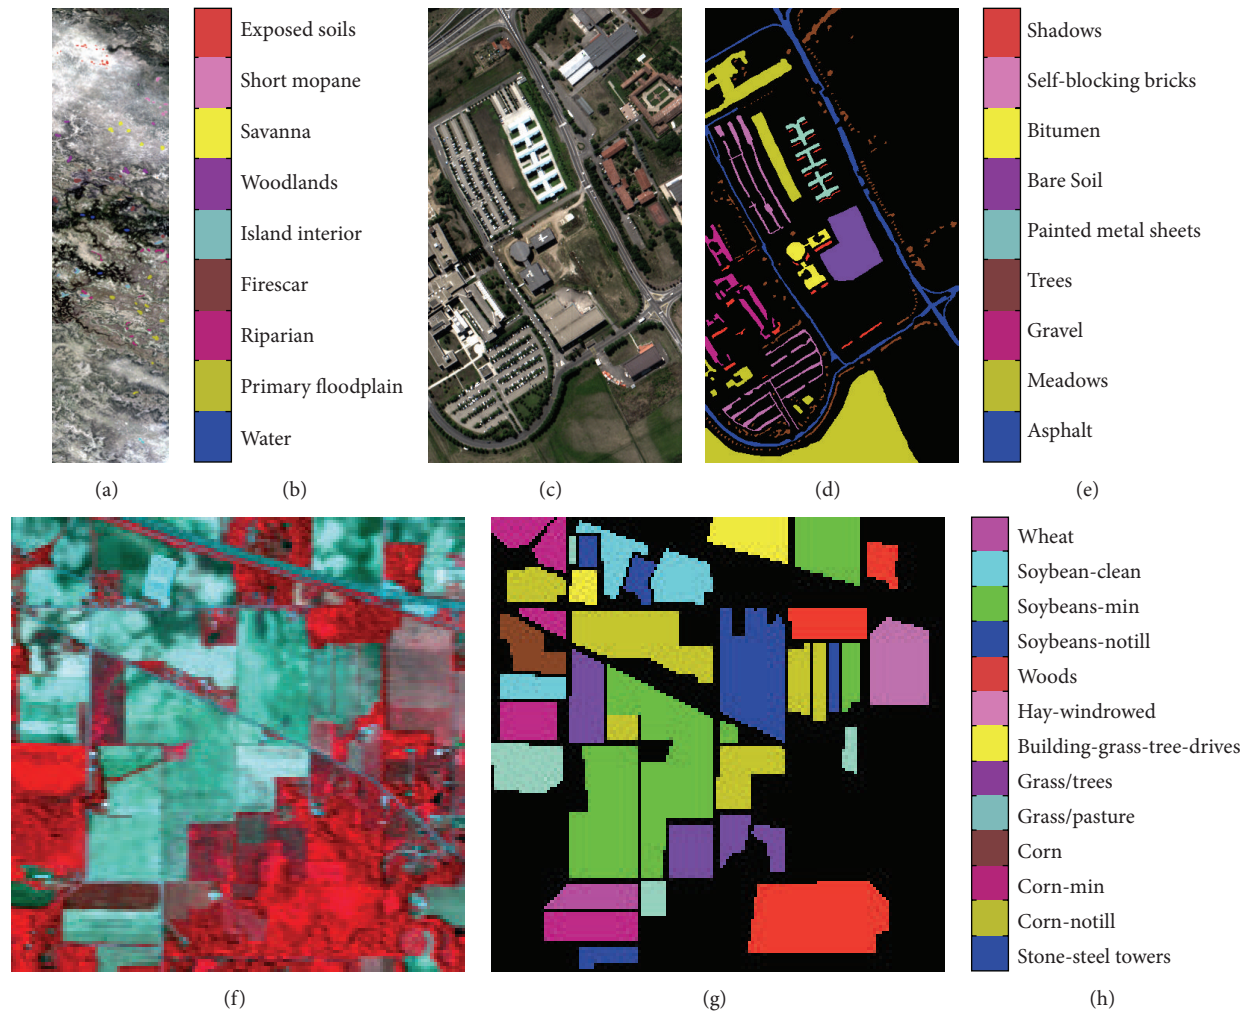 Exposed soils
Short mopane
Savanna
Woodlands
Island interior
Firescar
Riparian
Primary floodplain
Water
Shadows
Self-blocking bricks
Bitumen
Bare Soil
Painted metal sheets
Trees
Gravel
Meadows
Asphalt
(a)
(b)
(c)
(d)
(e)
Wheat
Soybean-clean
Soybeans-min
Soybeans-notill
Woods
Hay-windrowed
Building-grass-tree-drives
Grass/trees
Grass/pasture
Corn
Corn-min
Corn-notill
Stone-steel towers
(f)
(g)
(h)